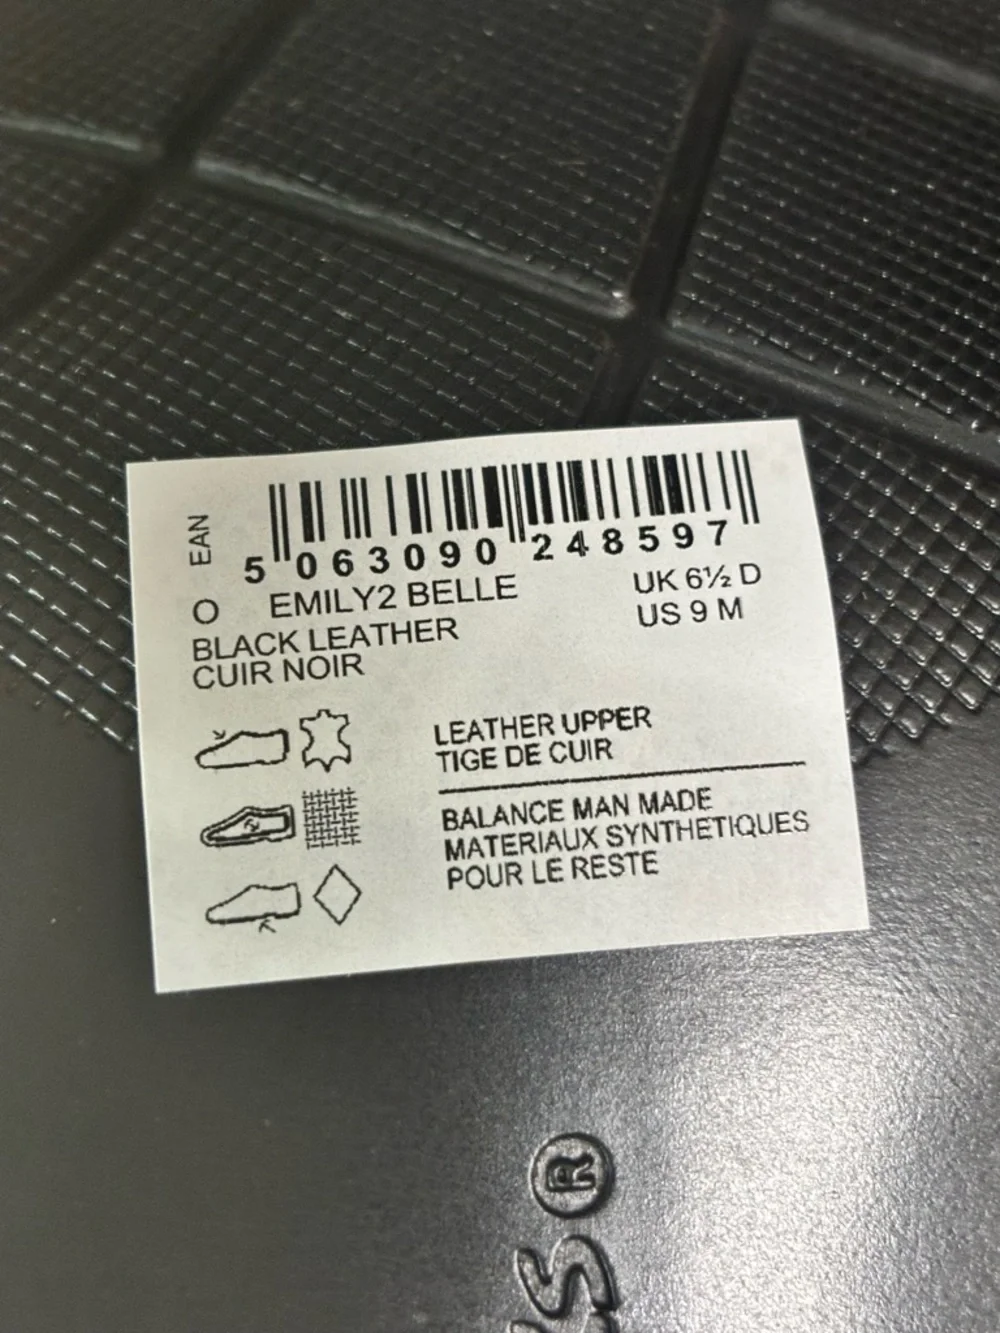 EAN
5 063090 248597
O EMILY2 BELLE
UK 6½ D
BLACK LEATHER
US 9 M
CUIR NOIR
LEATHER UPPER
TIGE DE CUIR
BALANCE MAN MADE
MATERIAUX SYNTHETIQUES
POUR LE RESTE
®